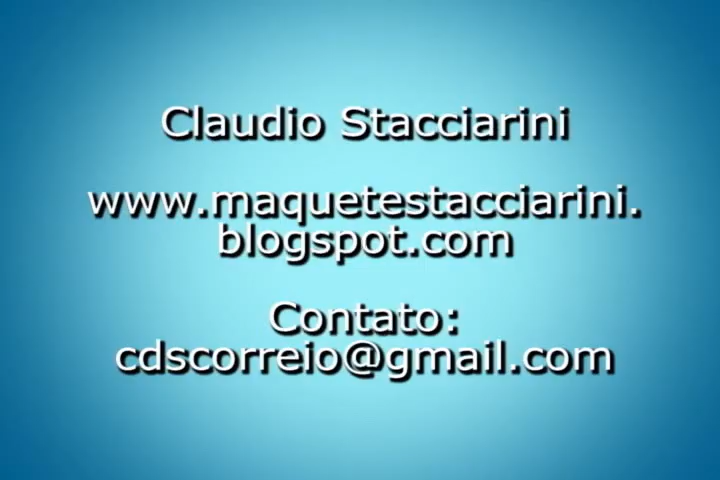 Claudio Stacciarini
www.maquetestacciarini.
blogspot.com
Contato:
cdscorreio@gmail.com